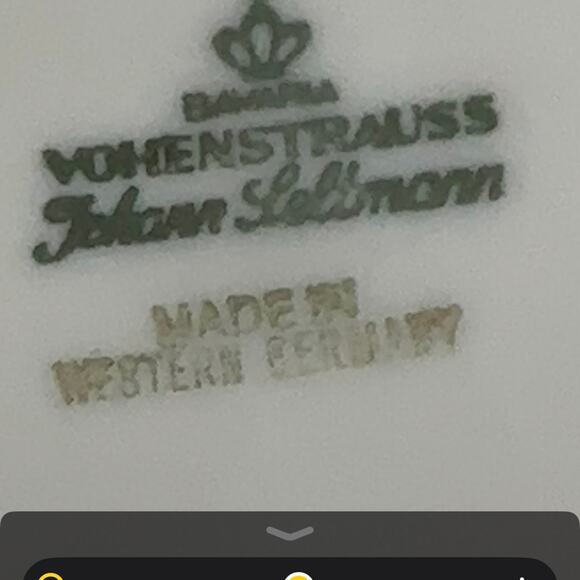 BAVARIA
VOHENSTRAUSS
Johann Seltmann
MADE IN
WESTERN GERMANY